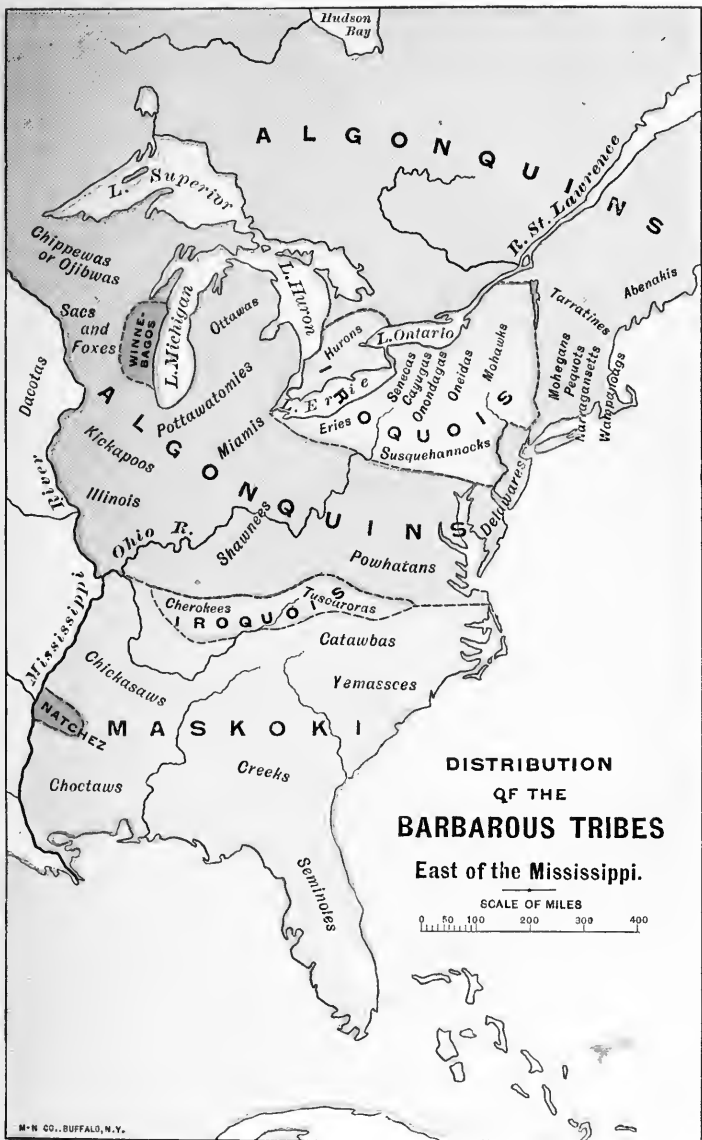 Hudson
Bay
ALGONQUINS
L. Superior
R. St. Lawrence
Chippewas
or Ojibwas
Abenakis
Tarratines
L. Huron
Ottawas
Sacs
and
Foxes
WINNE-
BAGOS
L. Michigan
Hurons
L. Ontario
Mohegans
Pequots
Narragansetts
Wampanoags
Dacotas
Senecas
Cayugas
Onondagas
Oneidas
Mohawks
L. Erie
IROQUOIS
Eries
Susquehannocks
ALGONQUINS
Pottawatomies
Miamis
Kickapoos
Illinois
Delawares
Ohio R.
Shawnees
Powhatans
Mississippi River
Cherokees
Tuscaroras
IROQUOIS
Catawbas
Chickasaws
Yemassces
NATCHEZ
MASKOKI
Creeks
Choctaws
Seminoles
DISTRIBUTION
OF THE
BARBAROUS TRIBES
East of the Mississippi.
SCALE OF MILES
0 50 100 200 300 400
M-N CO., BUFFALO, N.Y.